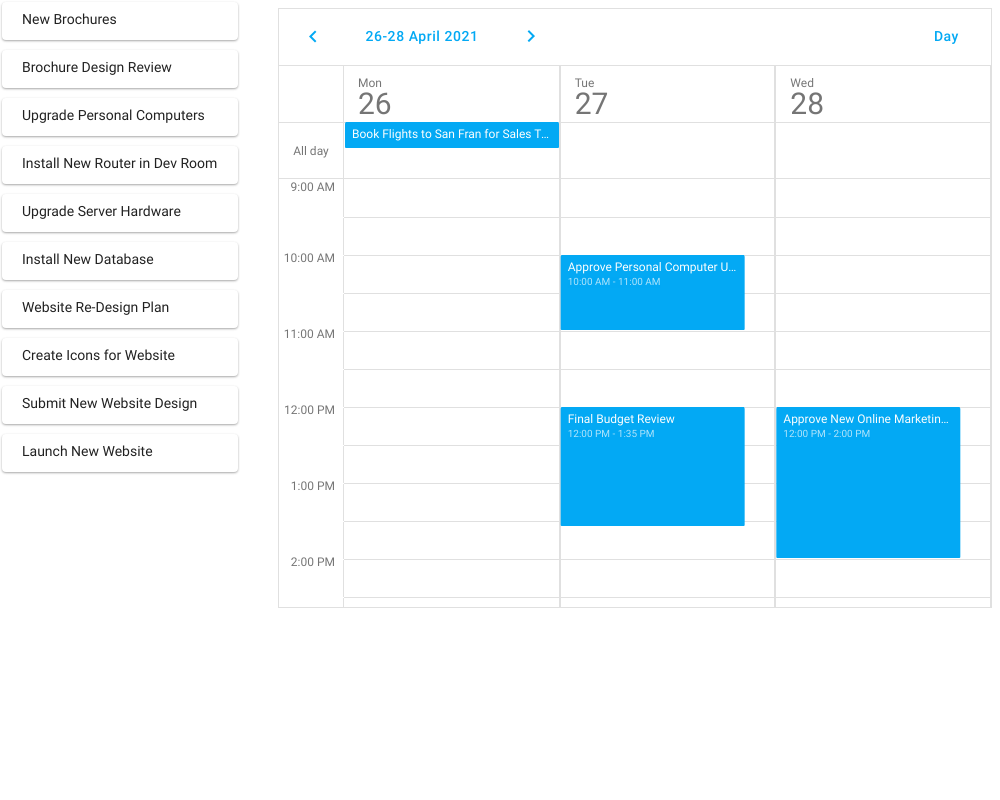 New Brochures
Brochure Design Review
Upgrade Personal Computers
Install New Router in Dev Room
Upgrade Server Hardware
Install New Database
Website Re-Design Plan
Create Icons for Website
Submit New Website Design
Launch New Website
26-28 April 2021
Day
Mon
26
Tue
27
Wed
28
All day
Book Flights to San Fran for Sales T...
9:00 AM
10:00 AM
11:00 AM
12:00 PM
1:00 PM
2:00 PM
Approve Personal Computer U...
10:00 AM - 11:00 AM
Final Budget Review
12:00 PM - 1:35 PM
Approve New Online Marketin...
12:00 PM - 2:00 PM